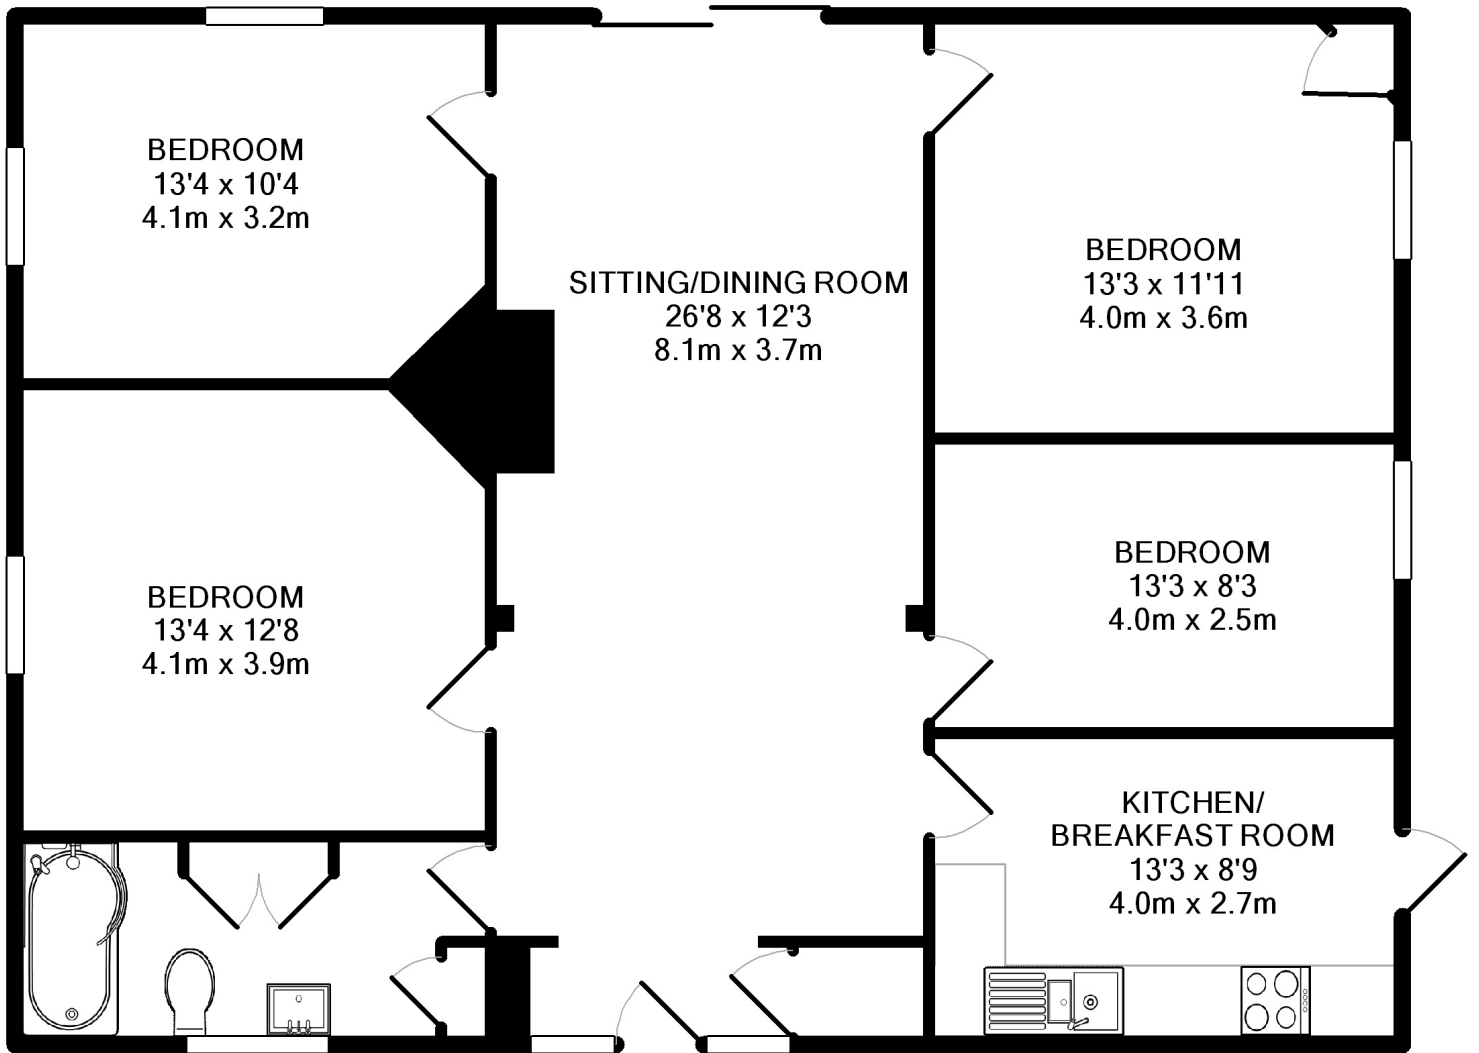 BEDROOM
13'4 x 10'4
4.1m x 3.2m
SITTING/DINING ROOM
26'8 x 12'3
8.1m x 3.7m
BEDROOM
13'3 x 11'11
4.0m x 3.6m
BEDROOM
13'4 x 12'8
4.1m x 3.9m
BEDROOM
13'3 x 8'3
4.0m x 2.5m
KITCHEN/
BREAKFAST ROOM
13'3 x 8'9
4.0m x 2.7m